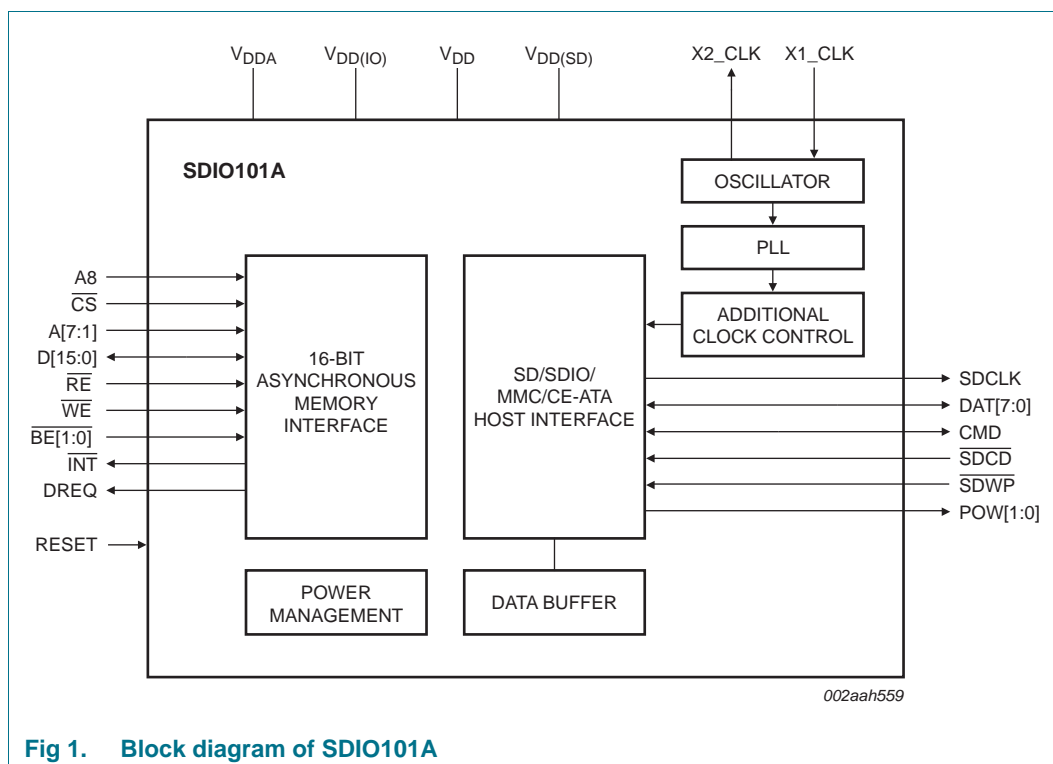 VDDA VDD(IO) VDD VDD(SD) X2_CLK X1_CLK
SDIO101A
OSCILLATOR
PLL
ADDITIONAL
CLOCK CONTROL
A8
CS
A[7:1]
D[15:0]
RE
WE
BE[1:0]
INT
DREQ
RESET
16-BIT
ASYNCHRONOUS
MEMORY
INTERFACE
SD/SDIO/
MMC/CE-ATA
HOST INTERFACE
SDCLK
DAT[7:0]
CMD
SDCD
SDWP
POW[1:0]
POWER
MANAGEMENT
DATA BUFFER
002aah559
Fig 1. Block diagram of SDIO101A